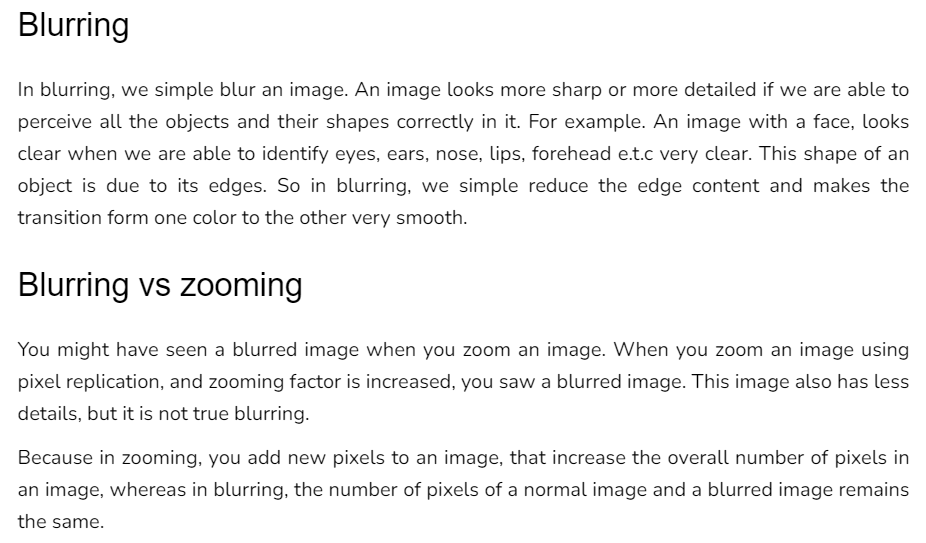 Blurring
In blurring, we simple blur an image. An image looks more sharp or more detailed if we are able to
perceive all the objects and their shapes correctly in it. For example. An image with a face, looks
clear when we are able to identify eyes, ears, nose, lips, forehead e.t.c very clear. This shape of an
object is due to its edges. So in blurring, we simple reduce the edge content and makes the
transition form one color to the other very smooth.
Blurring vs zooming
You might have seen a blurred image when you zoom an image. When you zoom an image using
pixel replication, and zooming factor is increased, you saw a blurred image. This image also has less
details, but it is not true blurring.
Because in zooming, you add new pixels to an image, that increase the overall number of pixels in
an image, whereas in blurring, the number of pixels of a normal image and a blurred image remains
the same.